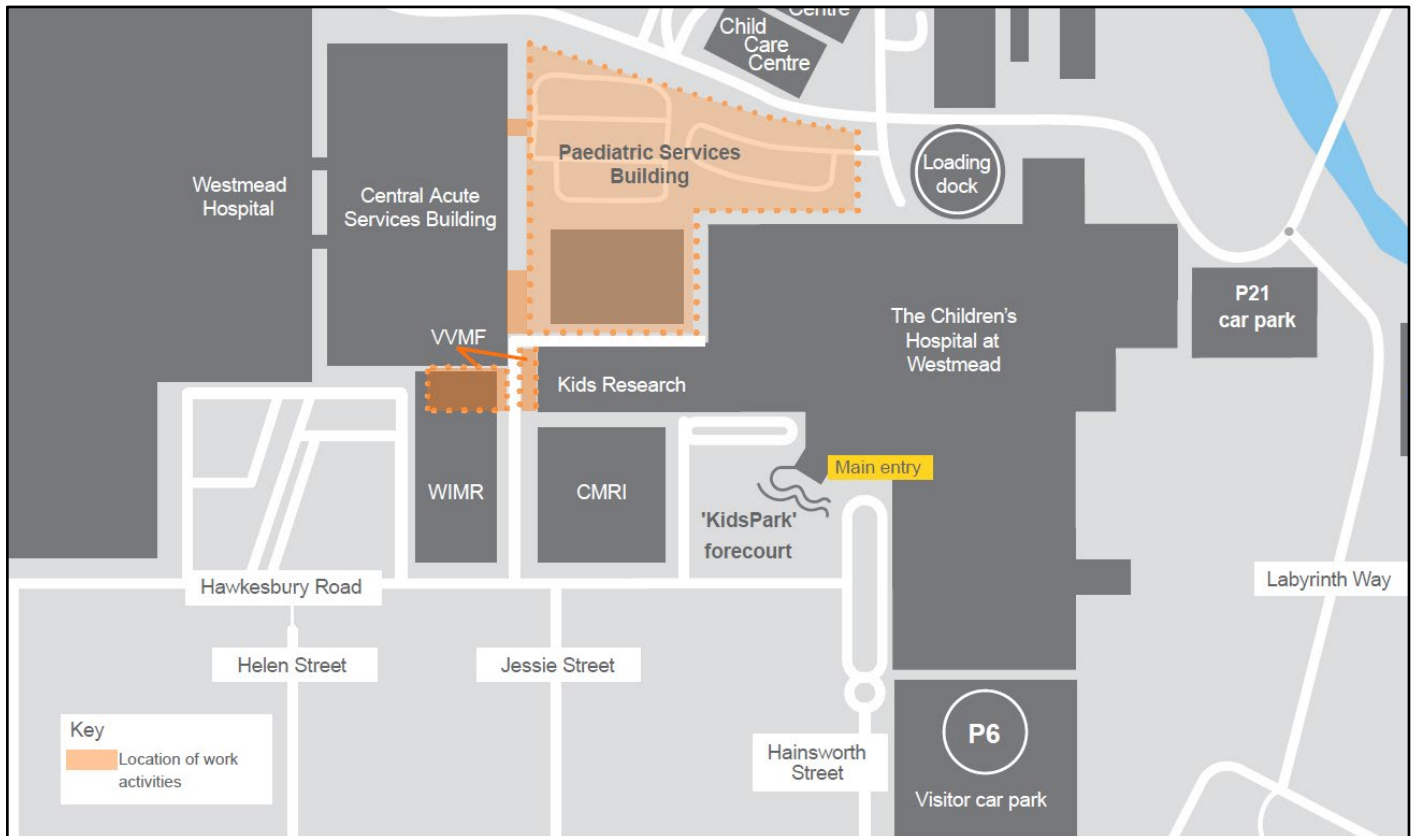 Centre
Child
Care
Centre
Paediatric Services
Building
Loading
dock
Westmead
Hospital
Central Acute
Services Building
P21
car park
The Children’s
Hospital at
Westmead
VVMF
Kids Research
Main entry
WIMR
CMRI
'KidsPark'
forecourt
Hawkesbury Road
Labyrinth Way
Helen Street
Jessie Street
Key
Location of work
activities
Hainsworth
Street
P6
Visitor car park